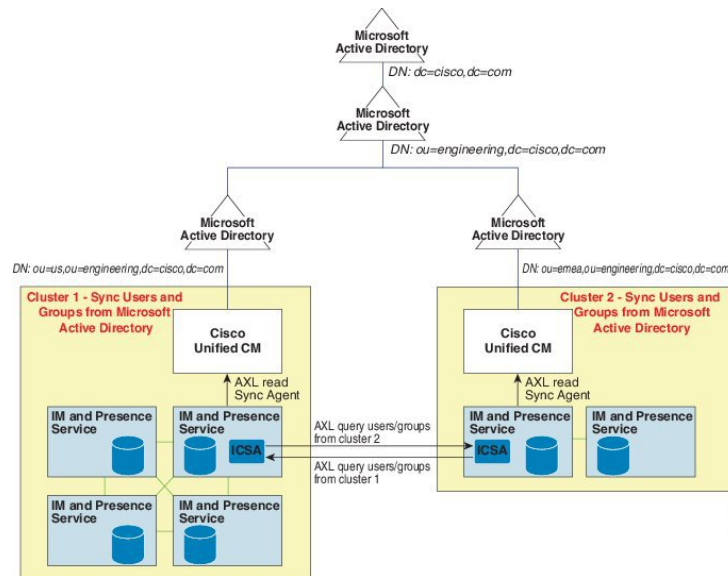 Microsoft
Active Directory
DN: dc=cisco,dc=com
Microsoft
Active Directory
DN: ou=engineering,dc=cisco,dc=com
Microsoft
Active Directory
Microsoft
Active Directory
DN: ou=us,ou=engineering,dc=cisco,dc=com
DN: ou=emea,ou=engineering,dc=cisco,dc=com
Cluster 1 - Sync Users and
Groups from Microsoft
Active Directory
Cisco
Unified CM
AXL read
Sync Agent
IM and Presence
Service
IM and Presence
Service
ICSA
IM and Presence
Service
IM and Presence
Service
AXL query users/groups
from cluster 2
AXL query users/groups
from cluster 1
Cluster 2 - Sync Users and
Groups from Microsoft
Active Directory
Cisco
Unified CM
AXL read
Sync Agent
IM and Presence
Service
ICSA
IM and Presence
Service